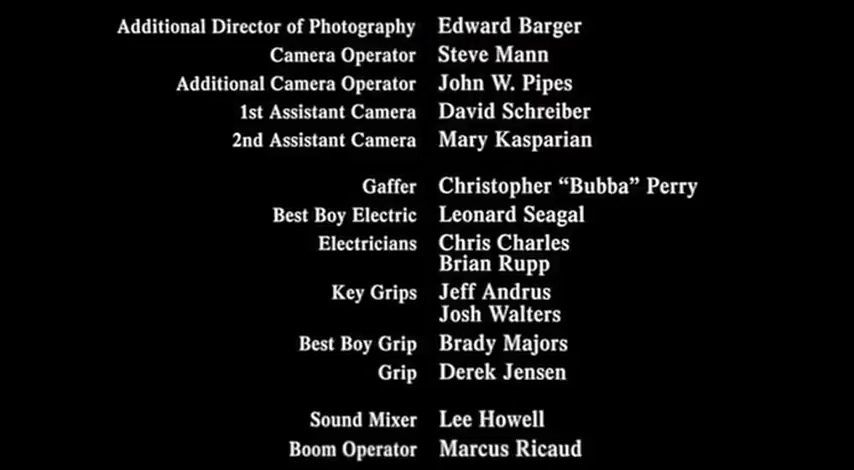 Additional Director of Photography Edward Barger
Camera Operator Steve Mann
Additional Camera Operator John W. Pipes
1st Assistant Camera David Schreiber
2nd Assistant Camera Mary Kasparian
Gaffer Christopher “Bubba” Perry
Best Boy Electric Leonard Seagal
Electricians Chris Charles
Brian Rupp
Key Grips Jeff Andrus
Josh Walters
Best Boy Grip Brady Majors
Grip Derek Jensen
Sound Mixer Lee Howell
Boom Operator Marcus Ricaud